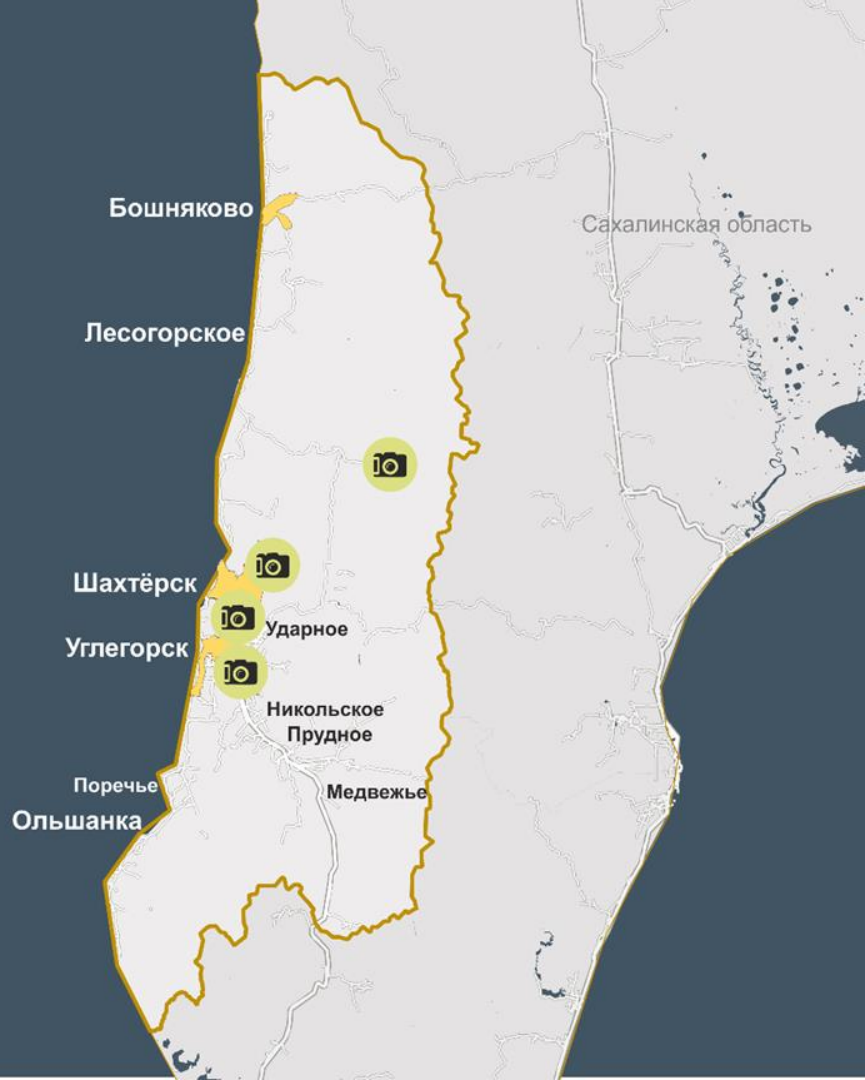 Бошняково
Сахалинская область
Лесогорское
Шахтёрск
Ударное
Углегорск
Никольское
Прудное
Поречье
Медвежье
Ольшанка